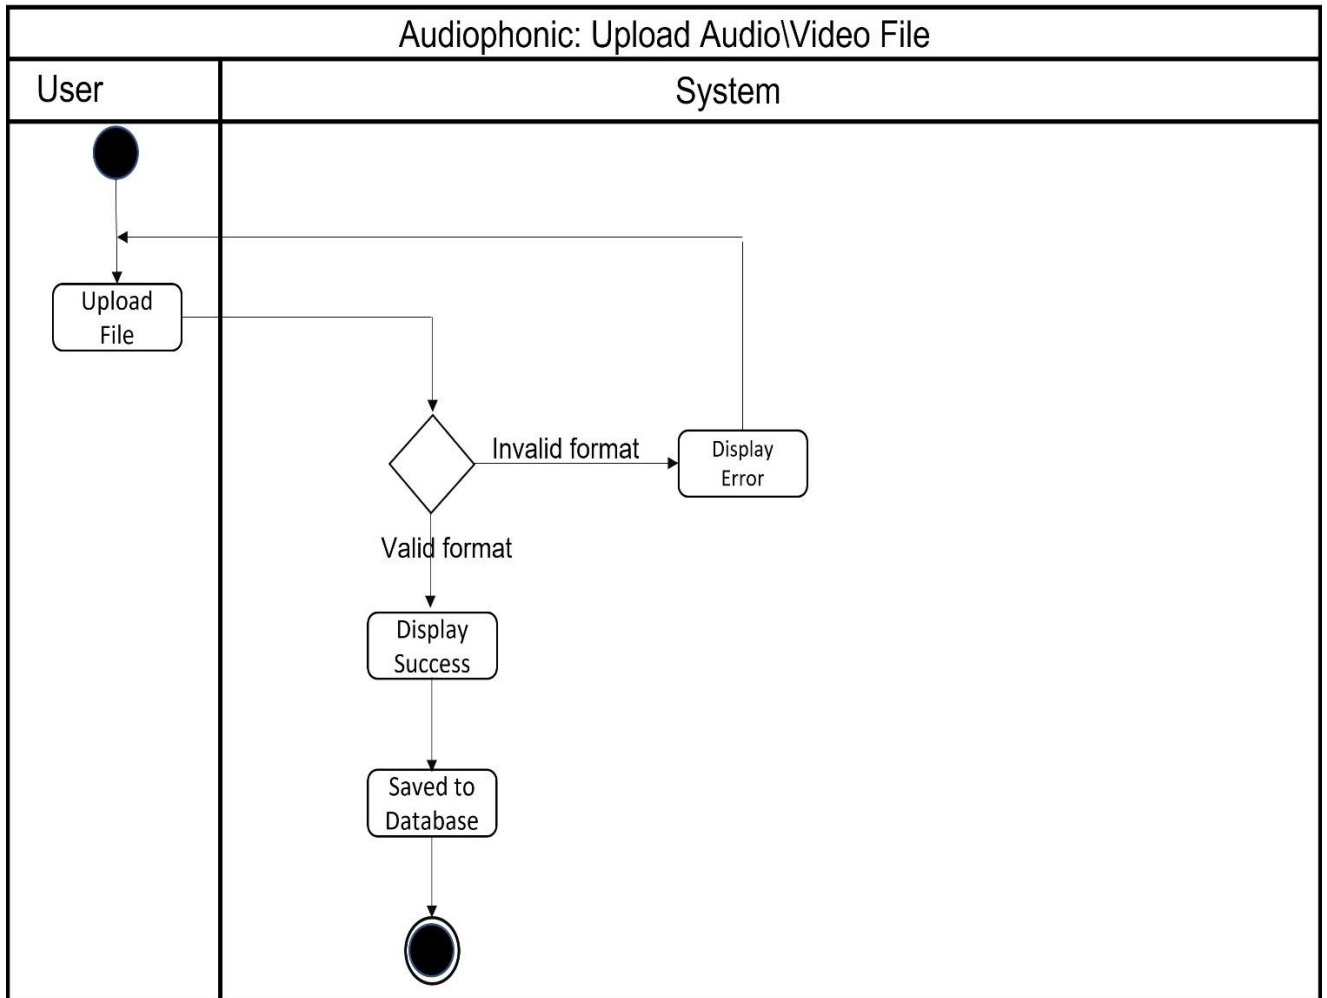 Audiophonic: Upload Audio\Video File
User
System
Upload
File
Invalid format
Display
Error
Valid format
Display
Success
Saved to
Database